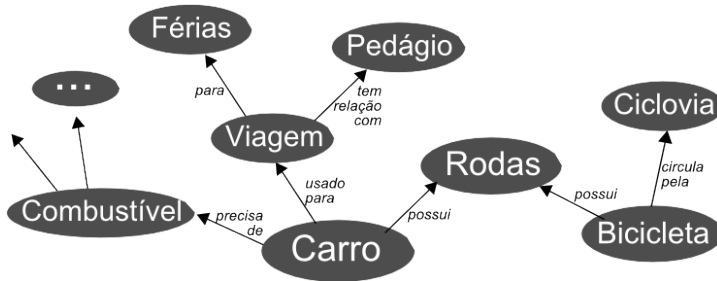 Férias
Pedágio
...
para
tem
relação
com
Ciclovia
Viagem
Rodas
circula
pela
usado
para
Combustível
precisa
de
possui
possui
Carro
Bicicleta